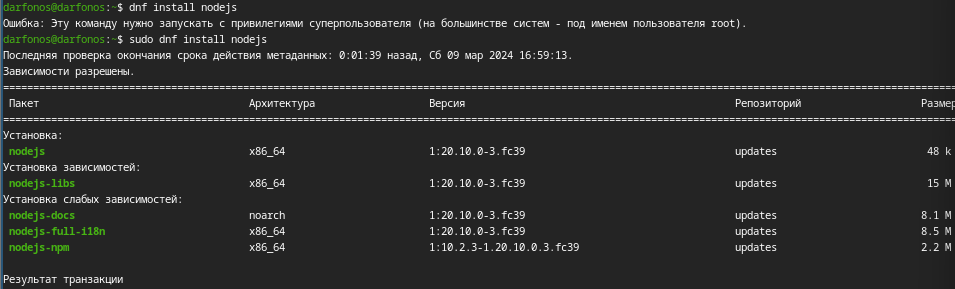 darfonos@darfonos:~$ dnf install nodejs
Ошибка: Эту команду нужно запускать с привилегиями суперпользователя (на большинстве систем - под именем пользователя root).
darfonos@darfonos:~$ sudo dnf install nodejs
Последняя проверка окончания срока действия метаданных: 0:01:39 назад, Сб 09 мар 2024 16:59:13.
Зависимости разрешены.
================================================================================
Пакет Архитектура Версия Репозиторий Размер
================================================================================
Установка:
nodejs x86_64 1:20.10.0-3.fc39 updates 48 k
Установка зависимостей:
nodejs-libs x86_64 1:20.10.0-3.fc39 updates 15 M
Установка слабых зависимостей:
nodejs-docs noarch 1:20.10.0-3.fc39 updates 8.1 M
nodejs-full-i18n x86_64 1:20.10.0-3.fc39 updates 8.5 M
nodejs-npm x86_64 1:10.2.3-1.20.10.0.3.fc39 updates 2.2 M
Результат транзакции